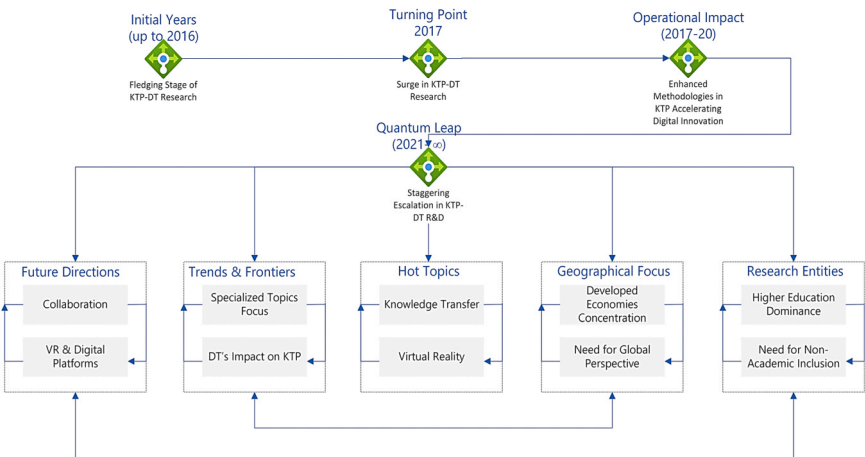 Initial Years
(up to 2016)
Turning Point
2017
Operational Impact
(2017-20)
Fledging Stage of
KTP-DT Research
Surge in KTP-DT
Research
Enhanced
Methodologies in
KTP Accelerating
Digital Innovation
Quantum Leap
(2021-∞)
Staggering
Escalation in KTP-
DT R&D
Future Directions
Collaboration
VR & Digital
Platforms
Trends & Frontiers
Specialized Topics
Focus
DT's Impact on KTP
Hot Topics
Knowledge Transfer
Virtual Reality
Geographical Focus
Developed
Economies
Concentration
Need for Global
Perspective
Research Entities
Higher Education
Dominance
Need for Non-
Academic Inclusion